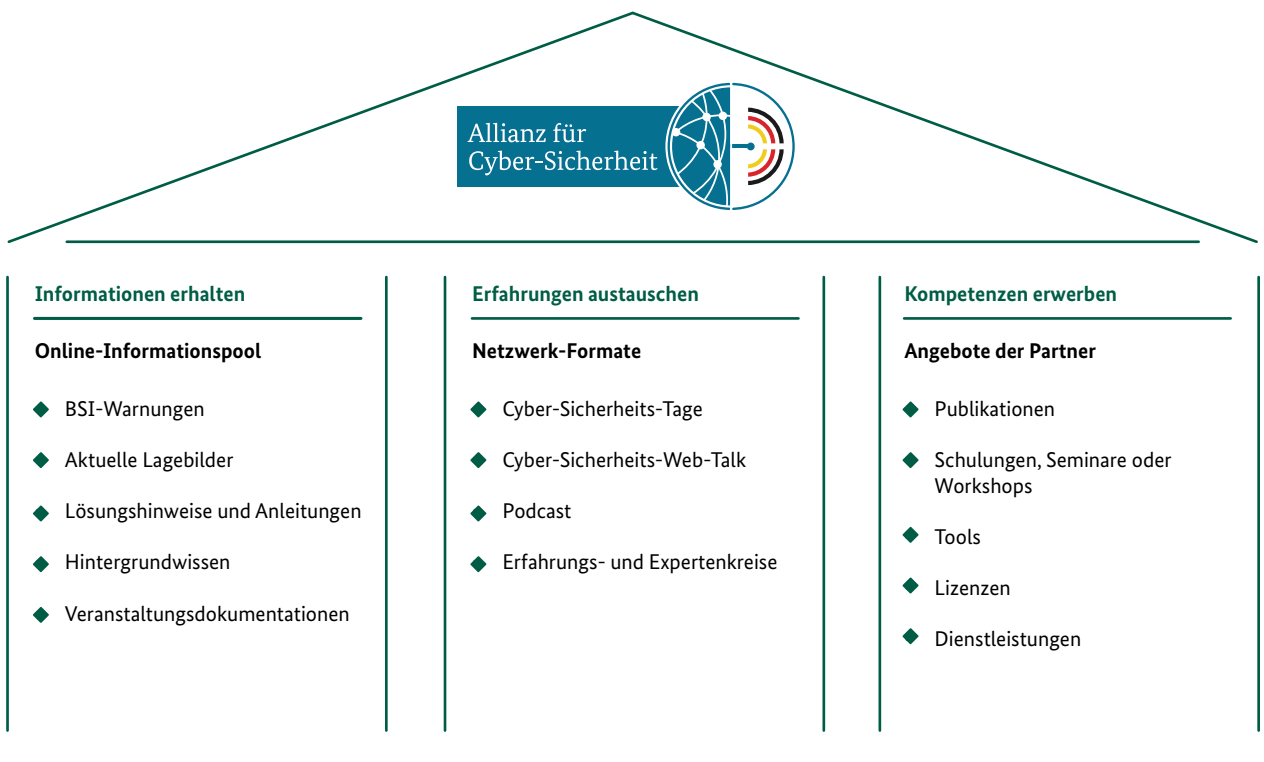 Allianz für
Cyber-Sicherheit
Informationen erhalten
Online-Informationspool
BSI-Warnungen
Aktuelle Lagebilder
Lösungshinweise und Anleitungen
Hintergrundwissen
Veranstaltungsdokumentationen
Erfahrungen austauschen
Netzwerk-Formate
Cyber-Sicherheits-Tage
Cyber-Sicherheits-Web-Talk
Podcast
Erfahrungs- und Expertenkreise
Kompetenzen erwerben
Angebote der Partner
Publikationen
Schulungen, Seminare oder
Workshops
Tools
Lizenzen
Dienstleistungen